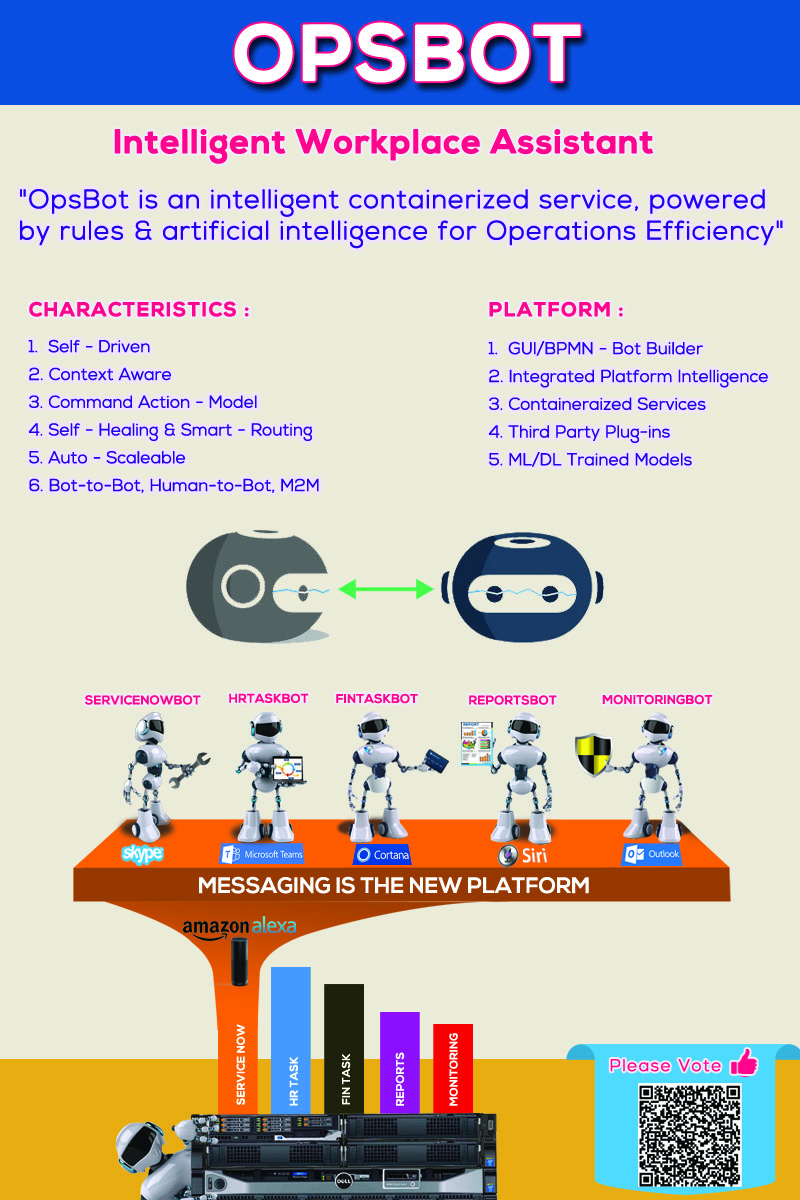 OPSBOT
Intelligent Workplace Assistant
"OpsBot is an intelligent containerized service, powered
by rules & artificial intelligence for Operations Efficiency"
CHARACTERISTICS :
1. Self - Driven
2. Context Aware
3. Command Action - Model
4. Self - Healing & Smart - Routing
5. Auto - Scaleable
6. Bot-to-Bot, Human-to-Bot, M2M
PLATFORM :
1. GUI/BPMN - Bot Builder
2. Integrated Platform Intelligence
3. Containeraized Services
4. Third Party Plug-ins
5. ML/DL Trained Models
SERVICENOWBOT
HRTASKBOT
FINTASKBOT
REPORTSBOT
MONITORINGBOT
REPORT
skype
Microsoft Teams
Cortana
Siri
Outlook
MESSAGING IS THE NEW PLATFORM
amazon alexa
SERVICE NOW
HR TASK
FIN TASK
REPORTS
MONITORING
Please Vote
DELL